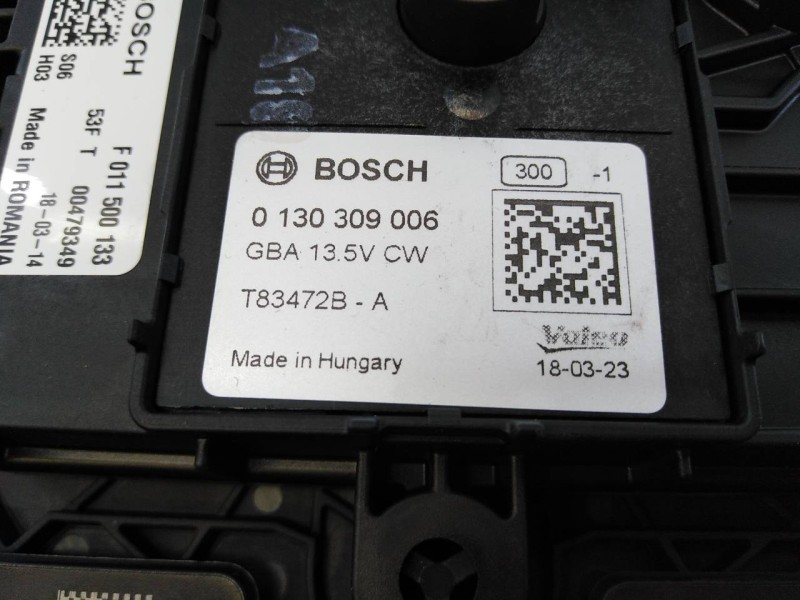 BOSCH
S06
H03
F 011 500 133
53F T 00479349
18-03-14
Made in ROMANIA
A16
BOSCH
300 -1
0 130 309 006
GBA 13.5V CW
T83472B - A
Valeo
Made in Hungary
18-03-23